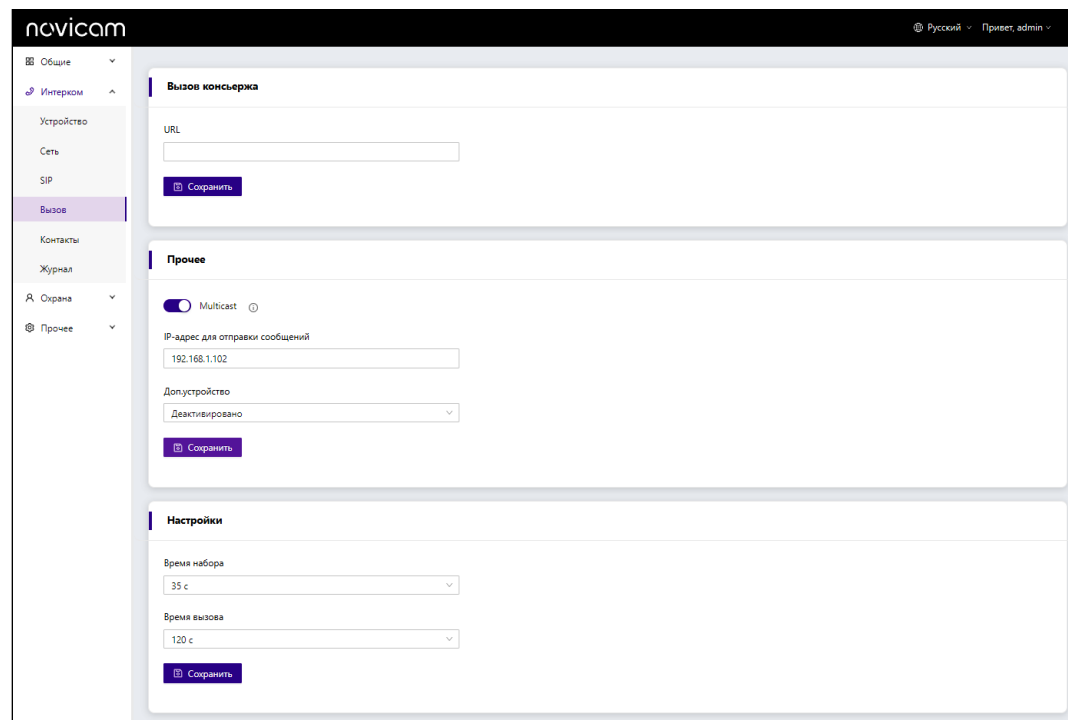 novicam
Русский
Привет, admin
Общие
Интерком
Устройство
Сеть
SIP
Вызов
Контакты
Журнал
Охрана
Прочее
Вызов консьержа
URL
Сохранить
Прочее
Multicast
IP-адрес для отправки сообщений
192.168.1.102
Доп.устройство
Деактивировано
Сохранить
Настройки
Время набора
35 с
Время вызова
120 с
Сохранить